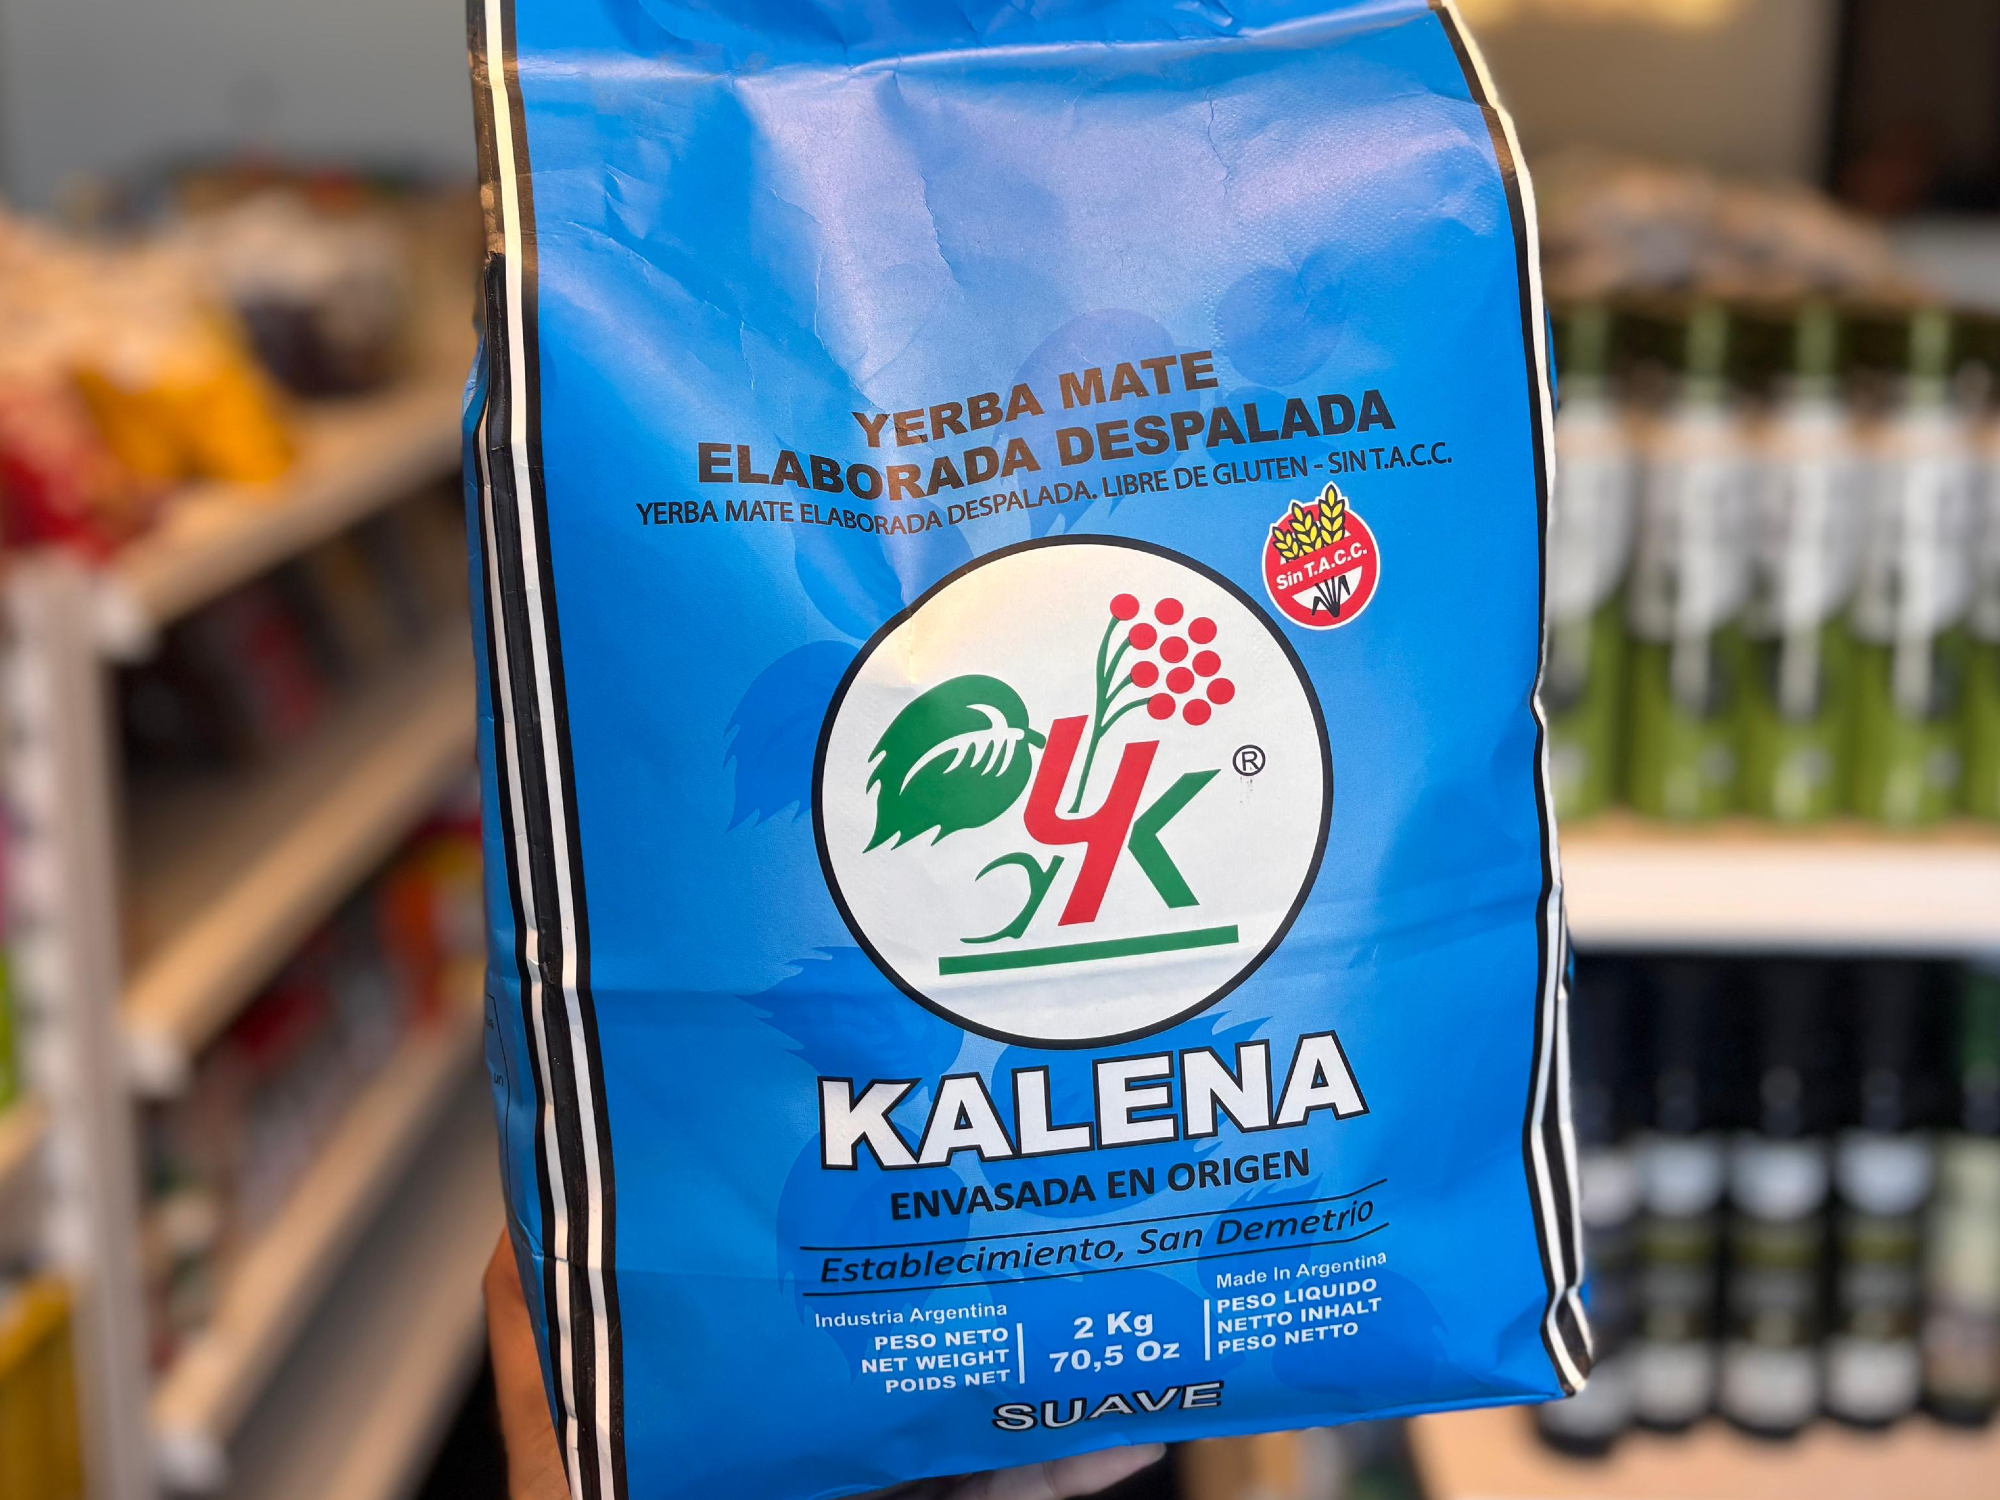 YERBA MATE
ELABORADA DESPALADA
YERBA MATE ELABORADA DESPALADA. LIBRE DE GLUTEN - SIN T.A.C.C.
Sin T.A.C.C.
YK
®
KALENA
ENVASADA EN ORIGEN
Establecimiento, San Demetrio
Industria Argentina
PESO NETO
NET WEIGHT
POIDS NET
2 Kg
70,5 Oz
Made In Argentina
PESO LIQUIDO
NETTO INHALT
PESO NETTO
SUAVE